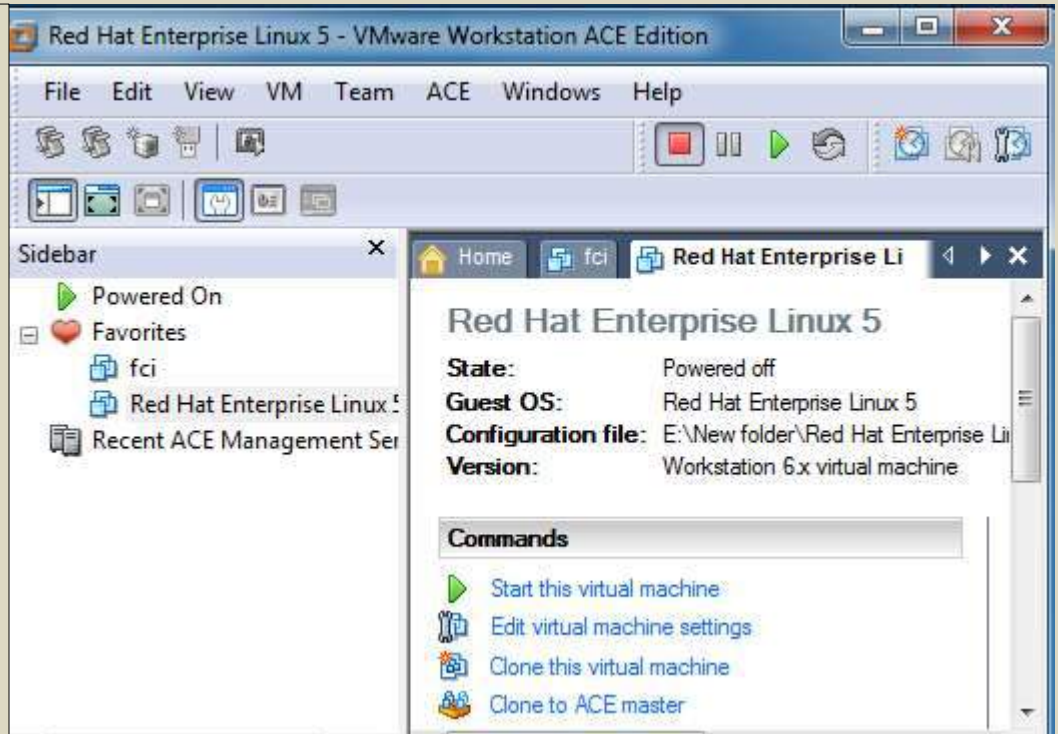 Red Hat Enterprise Linux 5 - VMware Workstation ACE Edition
File Edit View VM Team ACE Windows Help
Sidebar
Powered On
Favorites
fci
Red Hat Enterprise Linux 5
Recent ACE Management Ser
Home fci Red Hat Enterprise Li
Red Hat Enterprise Linux 5
State: Powered off
Guest OS: Red Hat Enterprise Linux 5
Configuration file: E:\New folder\Red Hat Enterprise Li
Version: Workstation 6.x virtual machine
Commands
Start this virtual machine
Edit virtual machine settings
Clone this virtual machine
Clone to ACE master